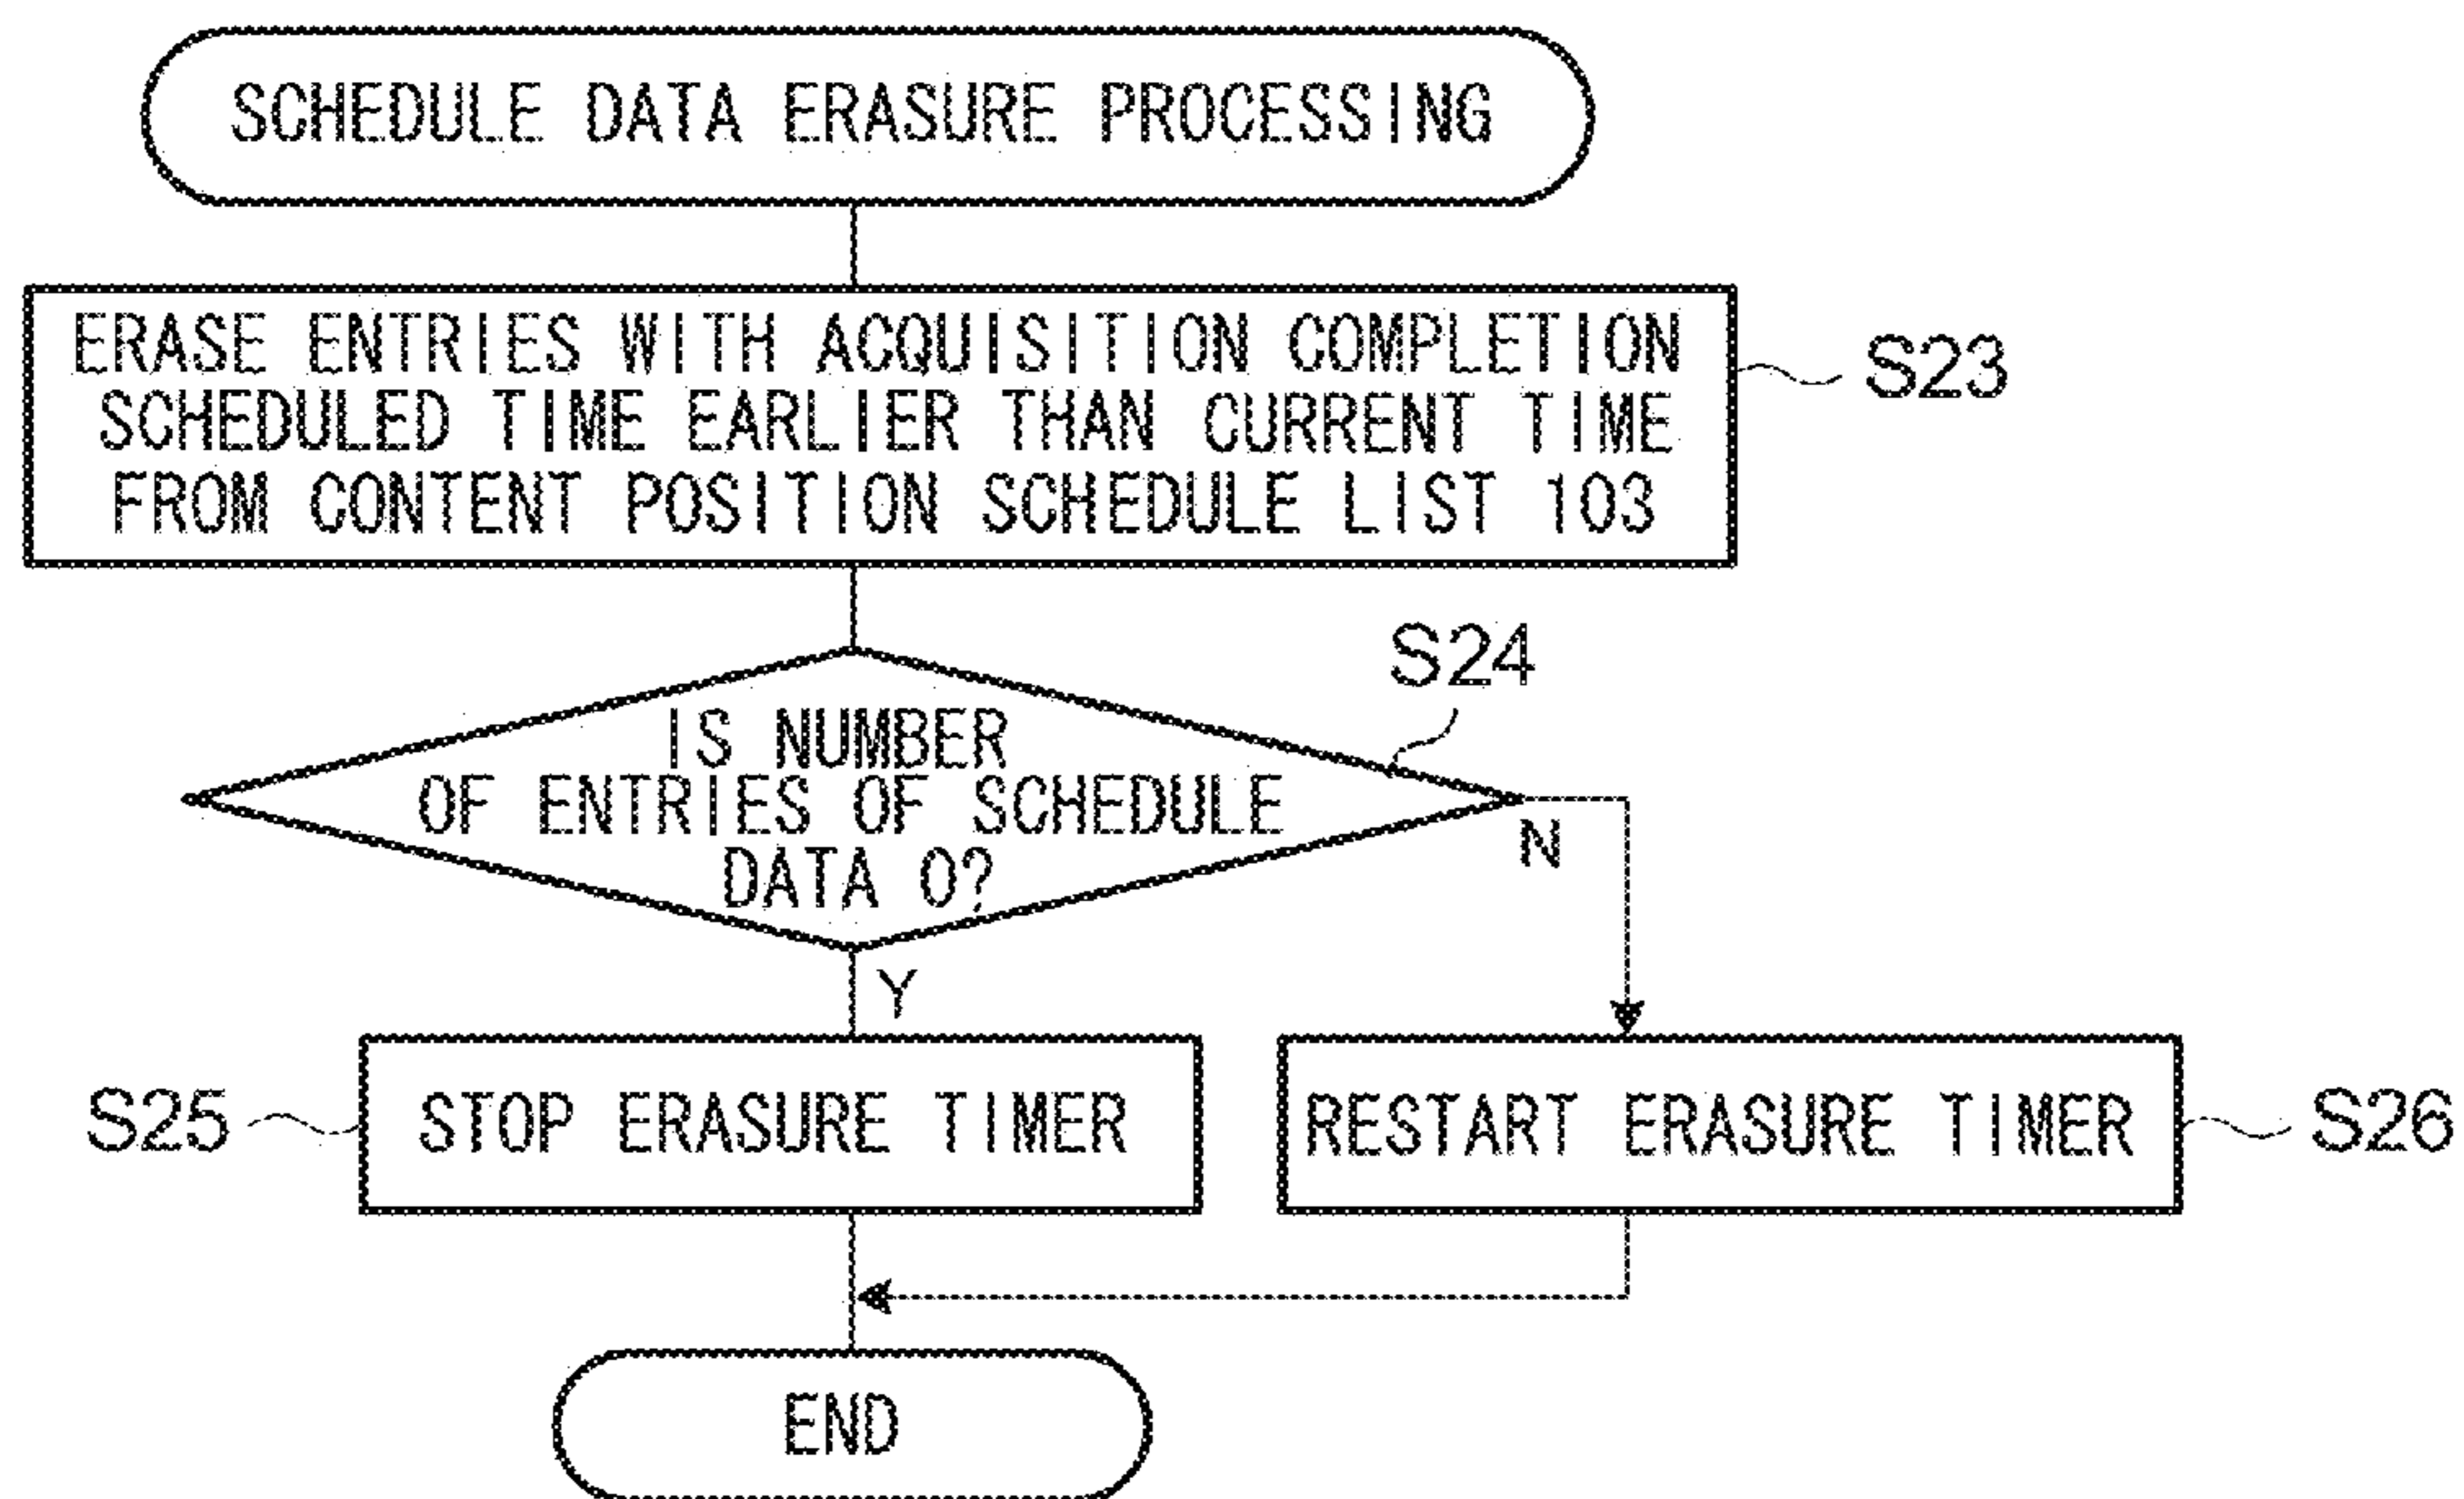 SCHEDULE DATA ERASURE PROCESSING
ERASE ENTRIES WITH ACQUISITION COMPLETION
SCHEDULED TIME EARLIER THAN CURRENT TIME
FROM CONTENT POSITION SCHEDULE LIST 103
S23
S24
IS NUMBER
OF ENTRIES OF SCHEDULE
DATA 0?
N
Y
S25
STOP ERASURE TIMER
RESTART ERASURE TIMER
S26
END